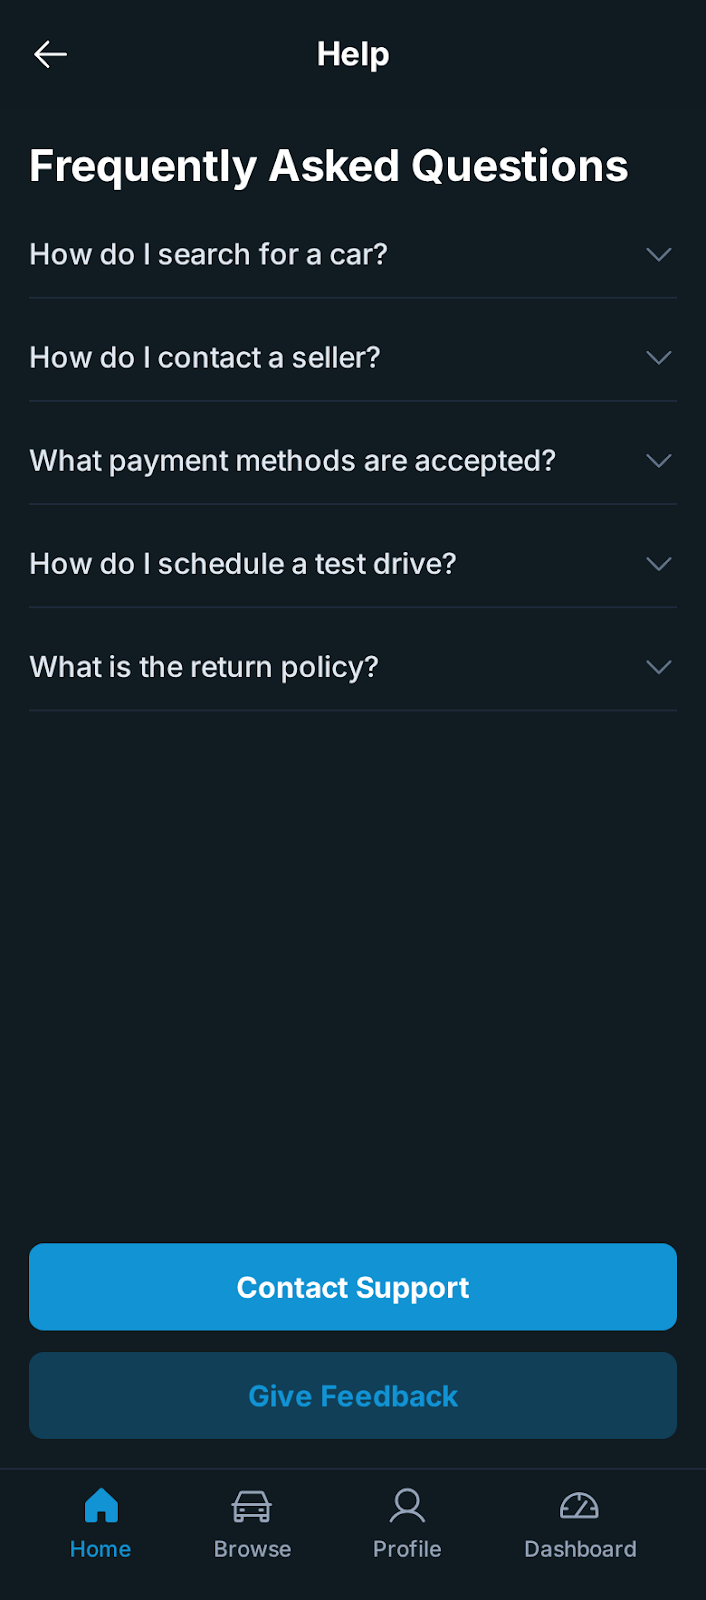 Help
Frequently Asked Questions
How do I search for a car?
How do I contact a seller?
What payment methods are accepted?
How do I schedule a test drive?
What is the return policy?
Contact Support
Give Feedback
Home
Browse
Profile
Dashboard